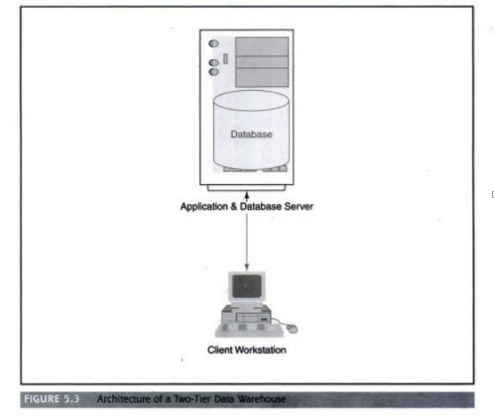 Database
Application & Database Server
Client Workstation
FIGURE 5.3 Architecture of a Two-Tier Data Warehouse